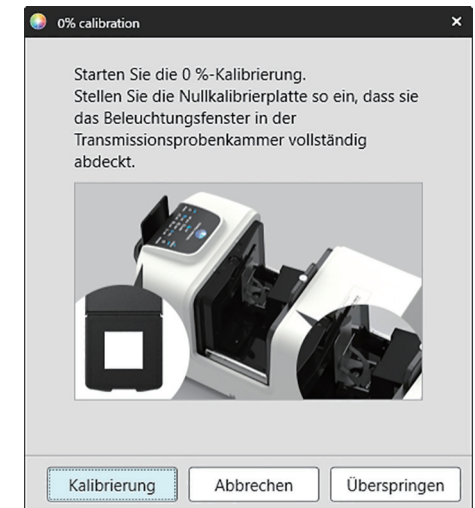 0% calibration
Starten Sie die 0 %-Kalibrierung.
Stellen Sie die Nullkalibrierplatte so ein, dass sie
das Beleuchtungsfenster in der
Transmissionsprobenkammer vollständig
abdeckt.
Kalibrierung
Abbrechen
Überspringen